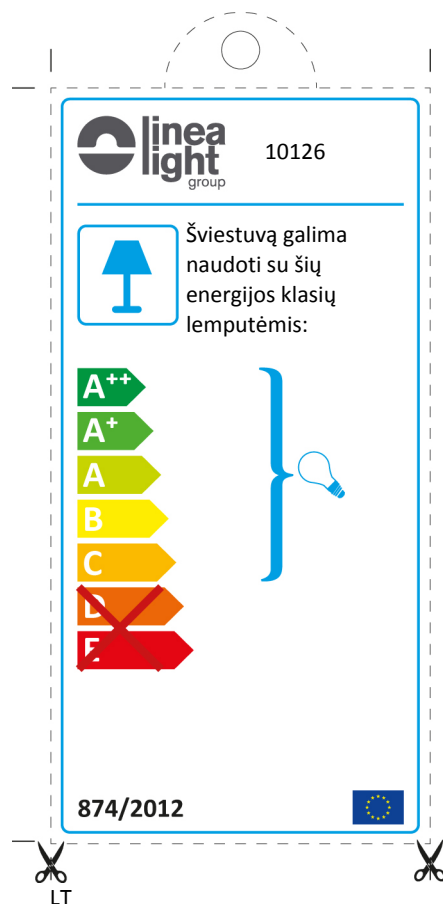 linea
light
group
10126
Šviestuvą galima
naudoti su šių
energijos klasių
lemputėmis:
A++
A+
A
B
C
D
E
874/2012
LT